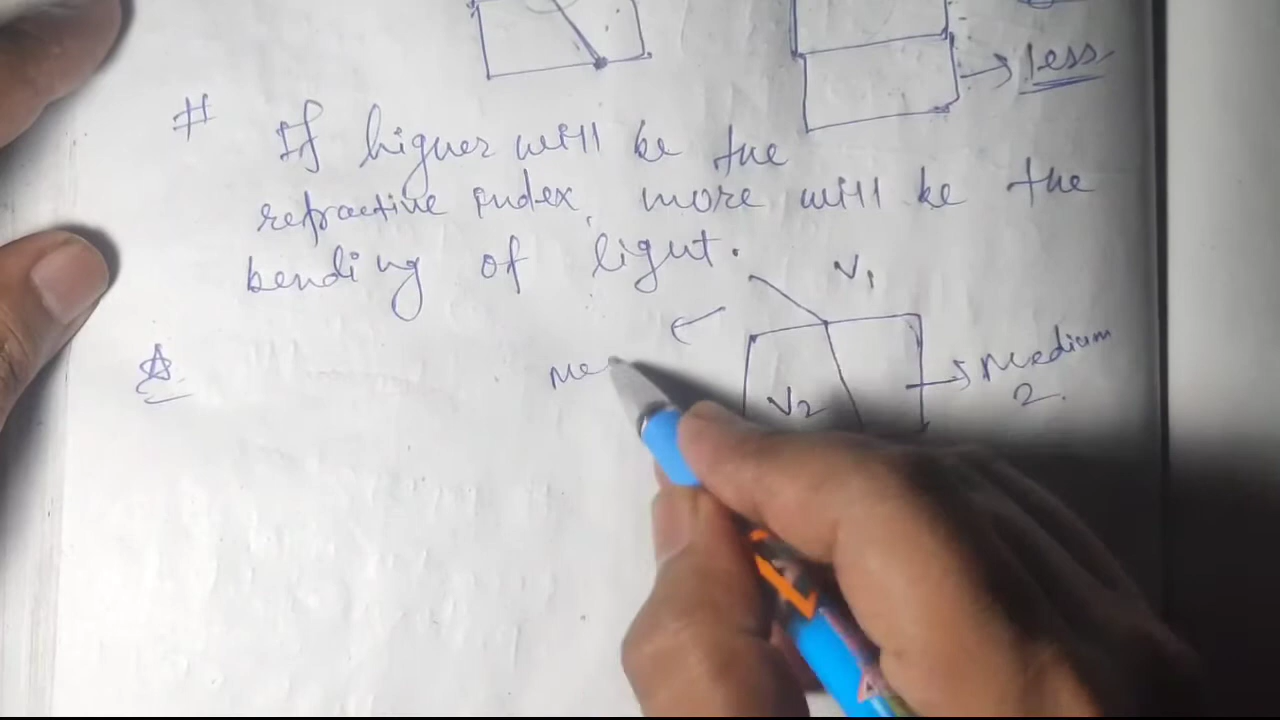 less
# If higher will be the
refractive index, more will be the
bending of light.
V1
Me
V2
Medium
2.